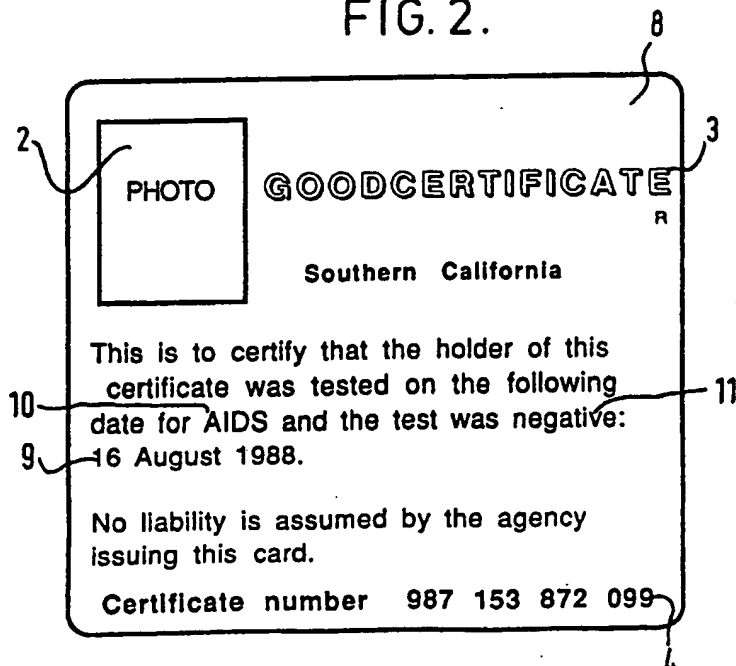 FIG. 2.
8
2
3
PHOTO
GOODCERTIFICATE
R
Southern California
This is to certify that the holder of this
certificate was tested on the following
10
11
date for AIDS and the test was negative:
9
16 August 1988.
No liability is assumed by the agency
issuing this card.
Certificate number 987 153 872 099